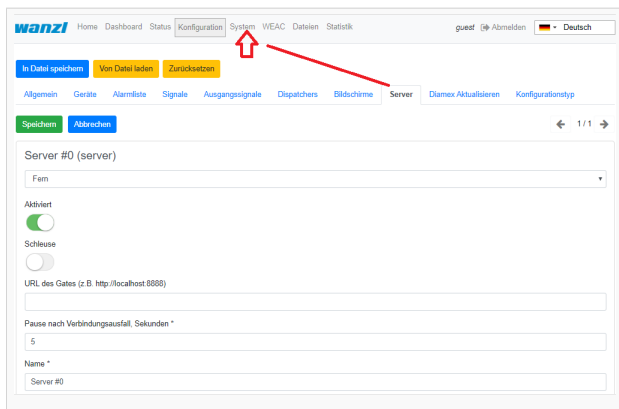 wanzl Home Dashboard Status Konfiguration System WEAC Dateien Statistik guest Abmelden Deutsch
In Datei speichern Von Datei laden Zurücksetzen
Allgemein Geräte Alarmliste Signale Ausgangssignale Dispatchers Bildschirme Server Diamex Aktualisieren Konfigurationstyp
Speichern Abbrechen 1/1
Server #0 (server)
Fern
Aktiviert
Schleuse
URL des Gates (z.B. http://localhost:8888)
Pause nach Verbindungsausfall, Sekunden *
5
Name *
Server #0